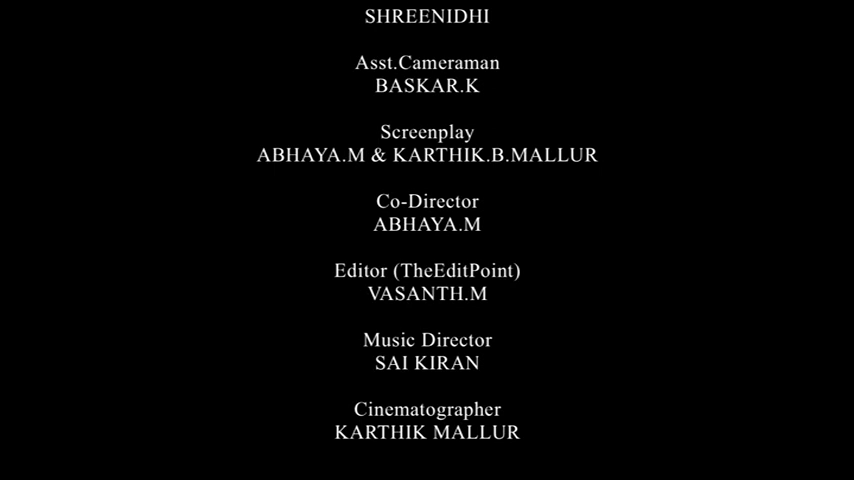 SHREENIDHI
Asst.Cameraman
BASKAR.K
Screenplay
ABHAYA.M & KARTHIK.B.MALLUR
Co-Director
ABHAYA.M
Editor (TheEditPoint)
VASANTH.M
Music Director
SAI KIRAN
Cinematographer
KARTHIK MALLUR